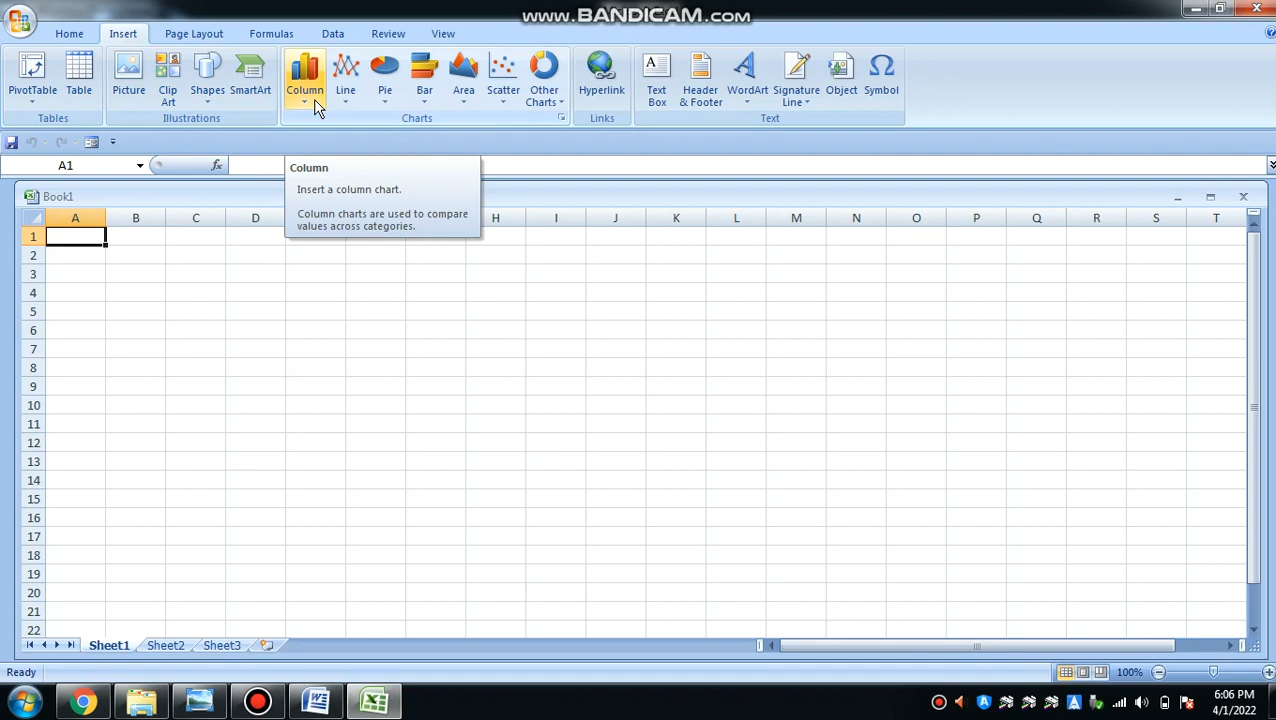 www.BANDICAM.com
Home Insert Page Layout Formulas Data Review View
PivotTable Table Picture Clip Art Shapes SmartArt Column Line Pie Bar Area Scatter Other Charts Hyperlink Text Box Header & Footer WordArt Signature Line Object Symbol
Tables Illustrations Charts Links Text
A1 fx
Column
Insert a column chart.
Column charts are used to compare
values across categories.
Book1
A B C D H I J K L M N O P Q R S T
1
2
3
4
5
6
7
8
9
10
11
12
13
14
15
16
17
18
19
20
21
22
Sheet1 Sheet2 Sheet3
Ready 100%
6:06 PM
4/1/2022